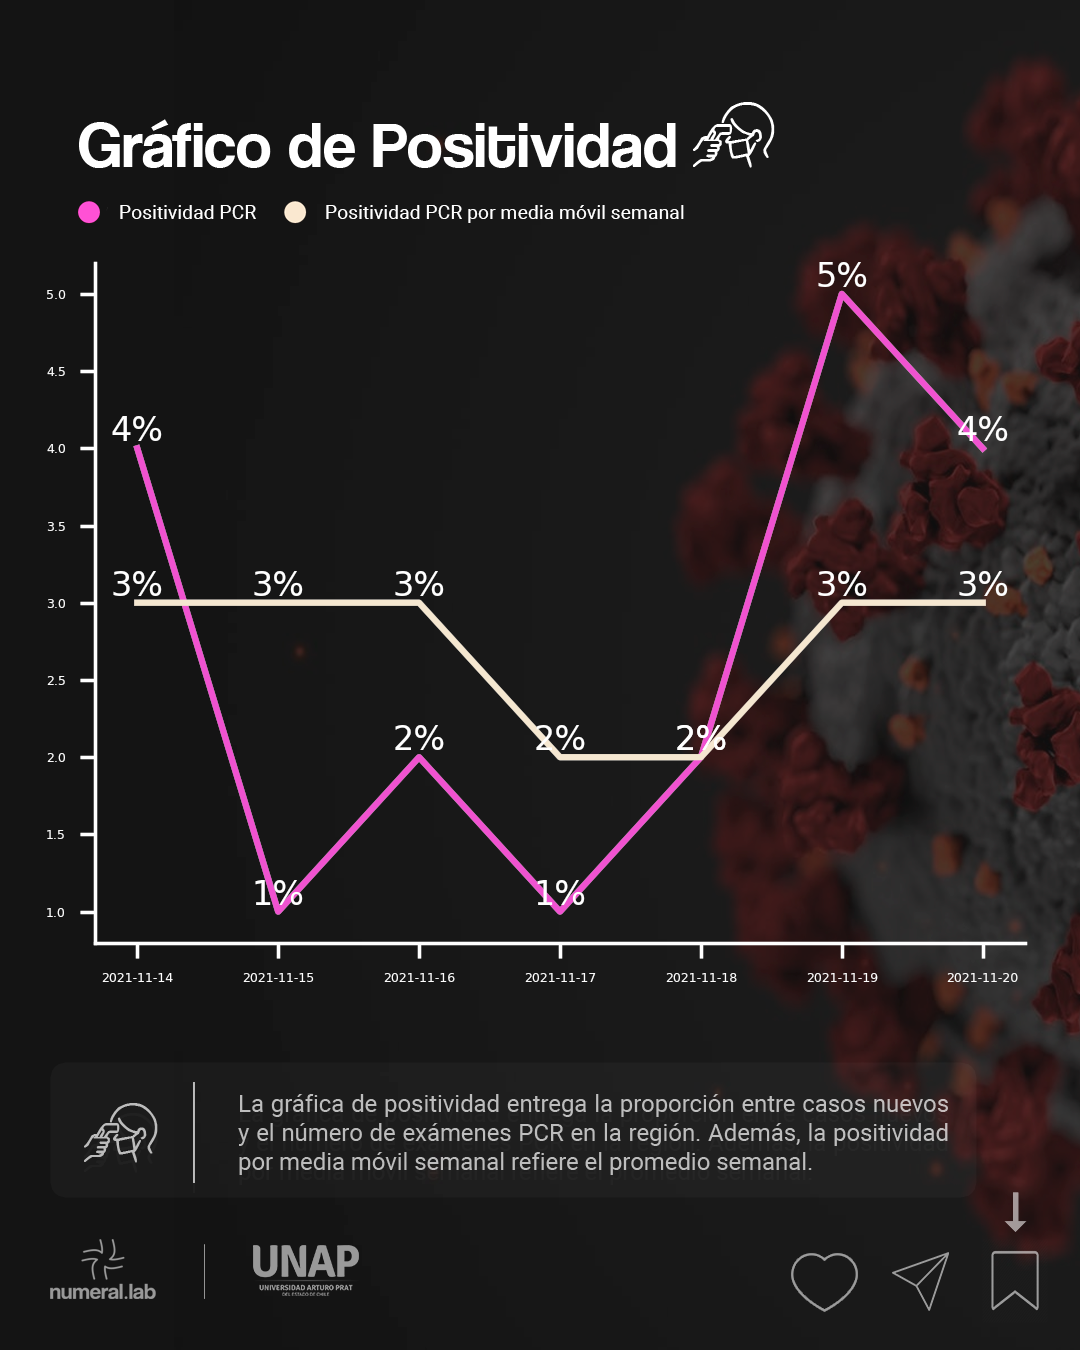 Gráfico de Positividad
Positividad PCR
Positividad PCR por media móvil semanal
5.0
4.5
4.0
3.5
3.0
2.5
2.0
1.5
1.0
5%
4%
4%
3%
3%
3%
3%
3%
2%
2%
2%
1%
1%
2021-11-14
2021-11-15
2021-11-16
2021-11-17
2021-11-18
2021-11-19
2021-11-20
La gráfica de positividad entrega la proporción entre casos nuevos
y el número de exámenes PCR en la región. Además, la positividad
por media móvil semanal refiere el promedio semanal.
numeral.lab
UNAP
UNIVERSIDAD ARTURO PRAT
DEL ESTADO DE CHILE